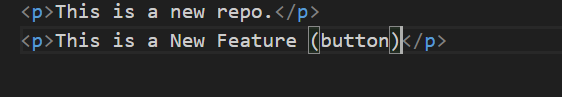 <p>This is a new repo.</p>
<p>This is a New Feature (button)</p>